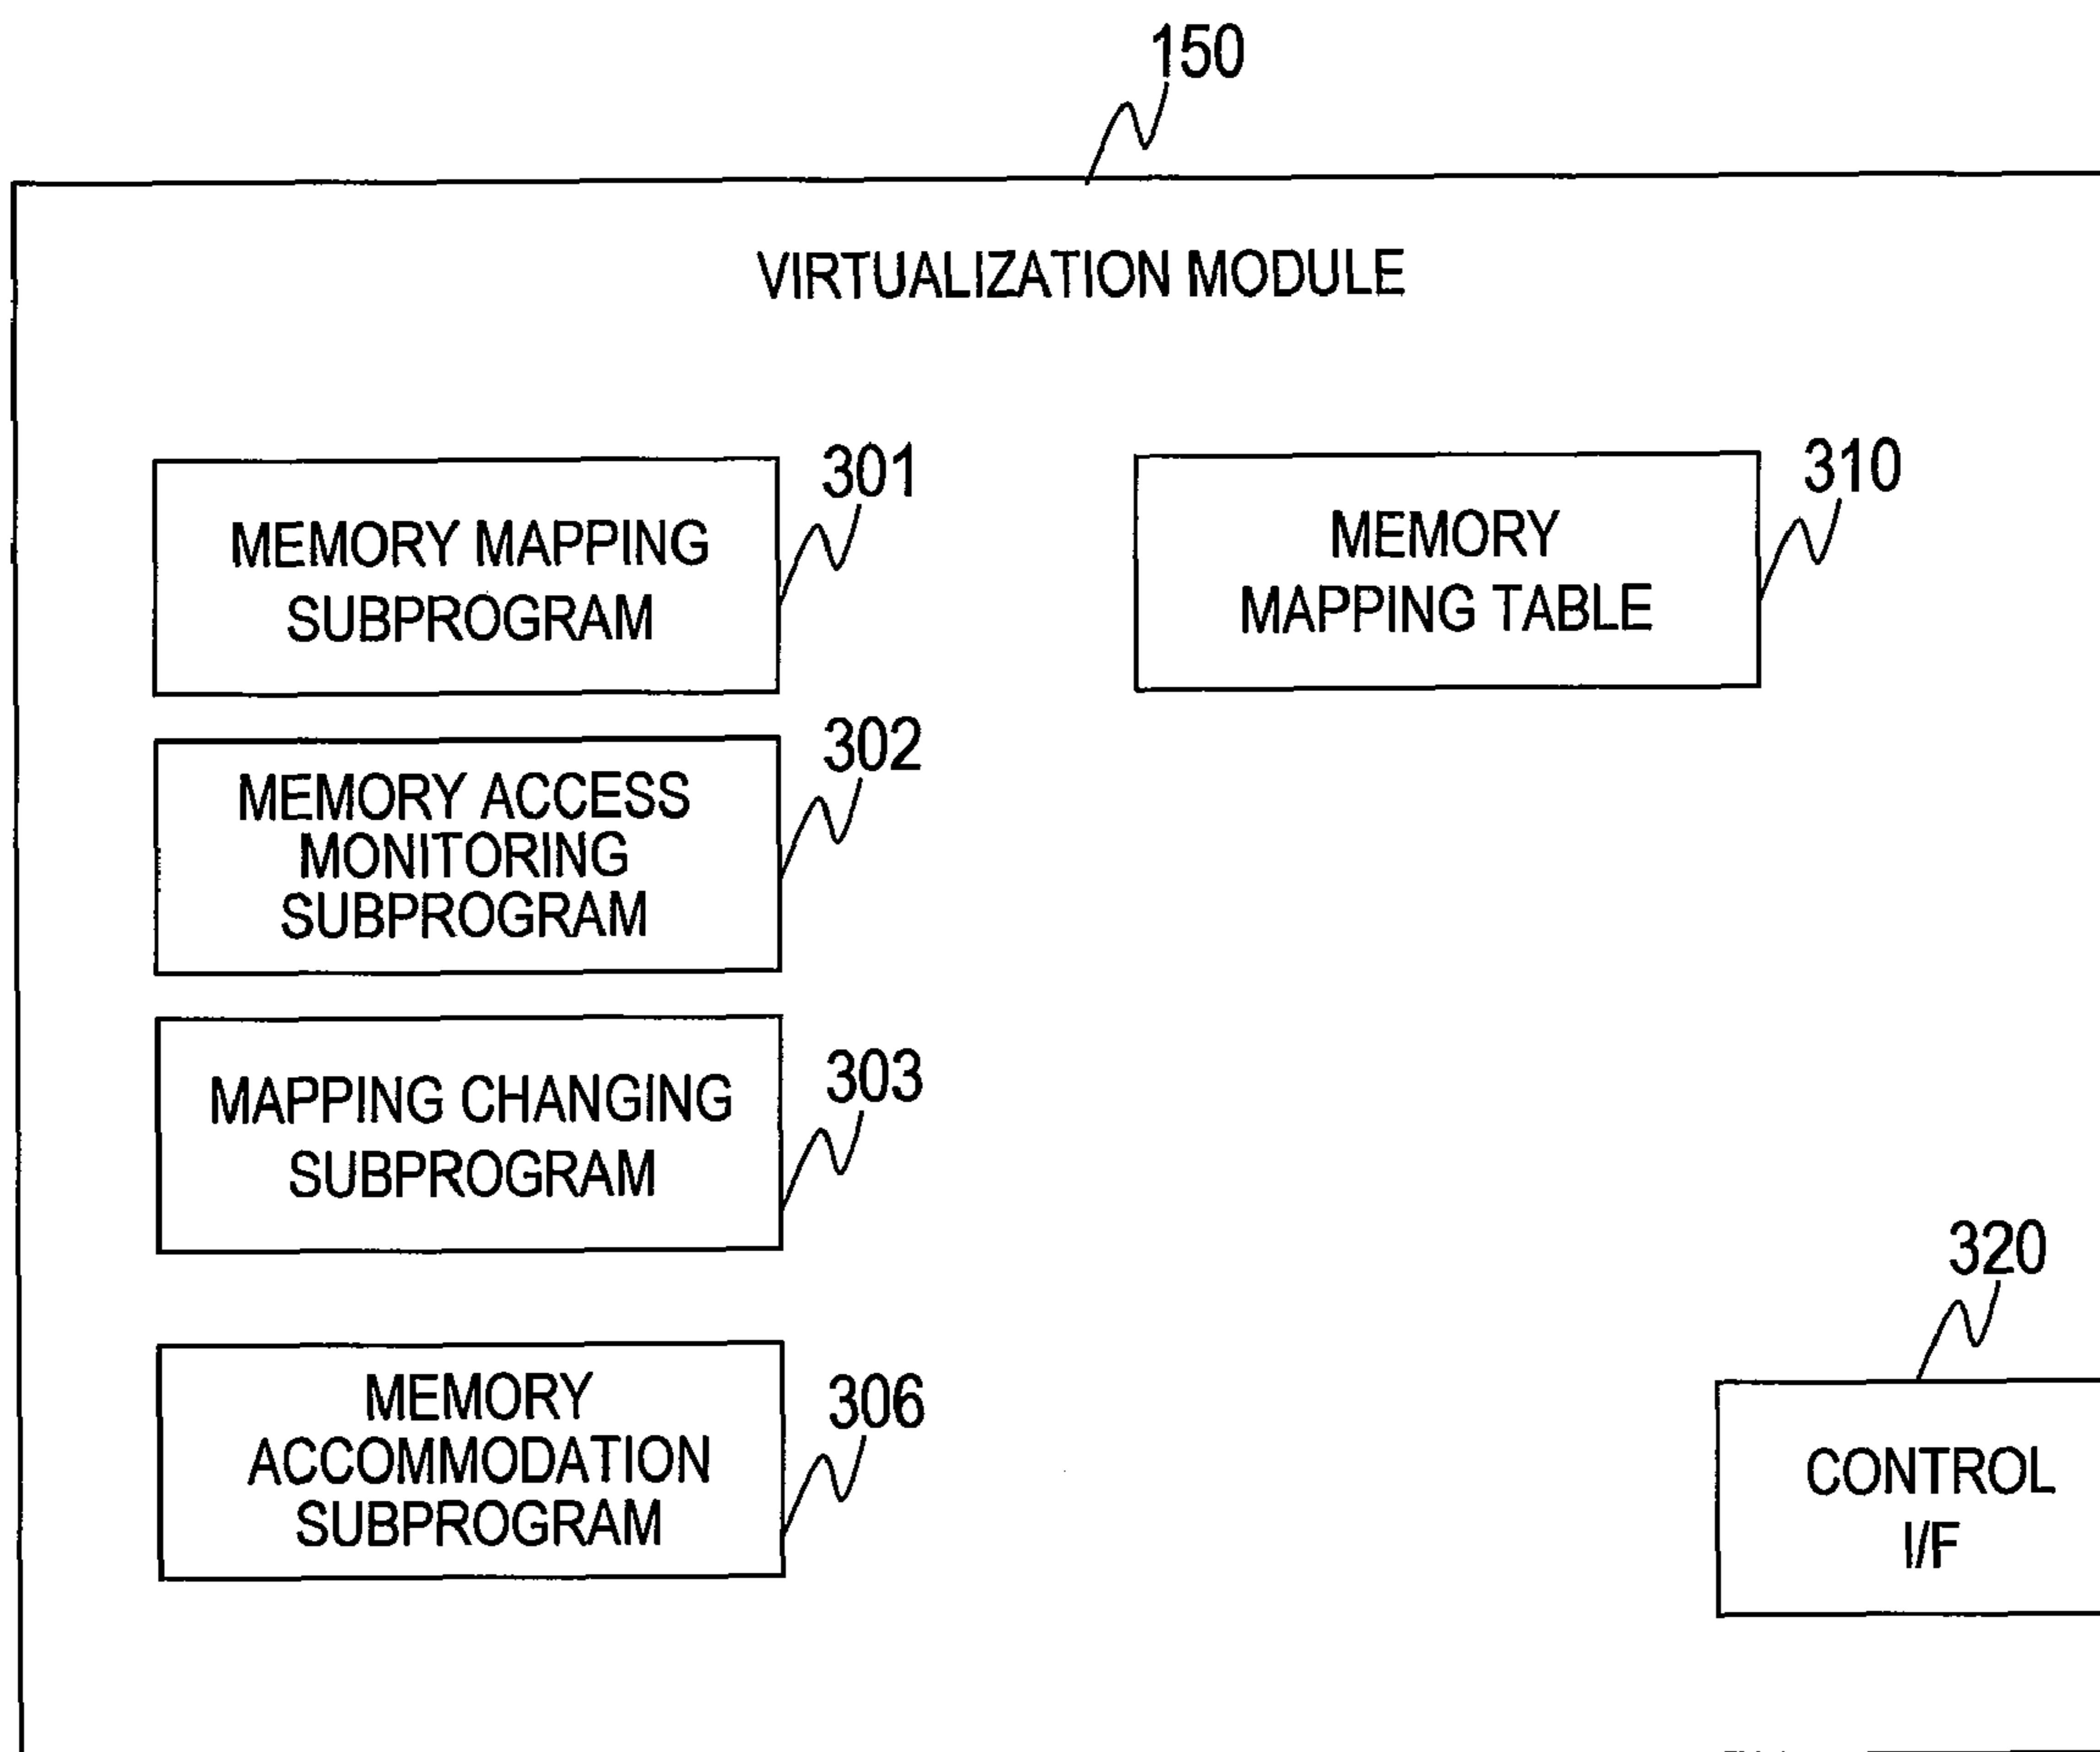 150
VIRTUALIZATION MODULE
301
MEMORY MAPPING
SUBPROGRAM
310
MEMORY
MAPPING TABLE
302
MEMORY ACCESS
MONITORING
SUBPROGRAM
303
MAPPING CHANGING
SUBPROGRAM
306
MEMORY
ACCOMMODATION
SUBPROGRAM
320
CONTROL
I/F